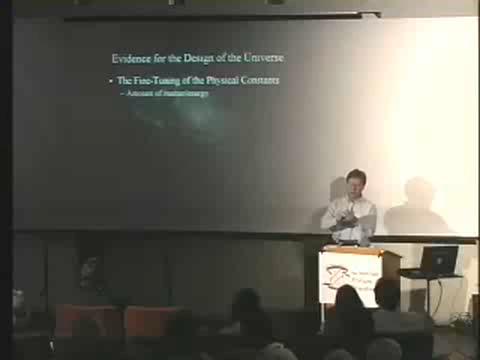 Evidence for the Design of the Universe
• The Fine-Tuning of the Physical Constants
– Amount of matter/energy